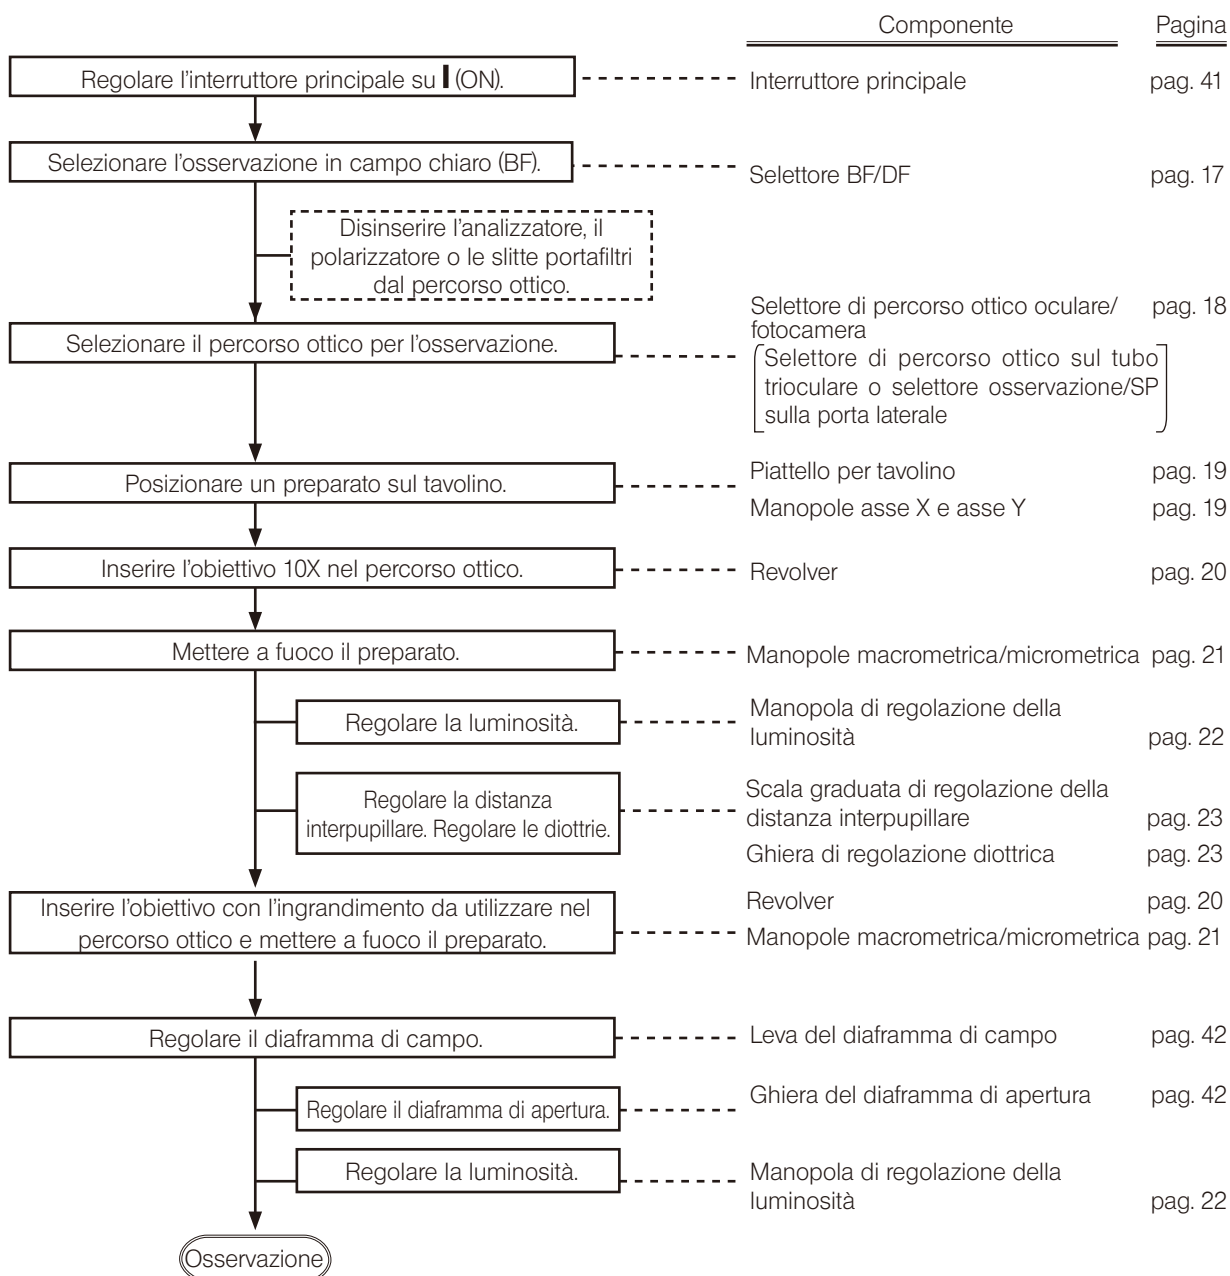 Componente Pagina
Regolare l'interruttore principale su I (ON). Interruttore principale pag. 41
Selezionare l'osservazione in campo chiaro (BF). Selettore BF/DF pag. 17
Disinserire l'analizzatore, il
polarizzatore o le slitte portafiltri
dal percorso ottico.
Selezionare il percorso ottico per l'osservazione.
Selettore di percorso ottico oculare/ pag. 18
fotocamera
Selettore di percorso ottico sul tubo
trioculare o selettore osservazione/SP
sulla porta laterale
Posizionare un preparato sul tavolino.
Piattello per tavolino pag. 19
Manopole asse X e asse Y pag. 19
Inserire l'obiettivo 10X nel percorso ottico. Revolver pag. 20
Mettere a fuoco il preparato. Manopole macrometrica/micrometrica pag. 21
Regolare la luminosità.
Manopola di regolazione della
luminosità pag. 22
Regolare la distanza
interpupillare. Regolare le diottrie.
Scala graduata di regolazione della
distanza interpupillare pag. 23
Ghiera di regolazione diottrica pag. 23
Inserire l'obiettivo con l'ingrandimento da utilizzare nel
percorso ottico e mettere a fuoco il preparato.
Revolver pag. 20
Manopole macrometrica/micrometrica pag. 21
Regolare il diaframma di campo. Leva del diaframma di campo pag. 42
Regolare il diaframma di apertura. Ghiera del diaframma di apertura pag. 42
Regolare la luminosità.
Manopola di regolazione della
luminosità pag. 22
Osservazione